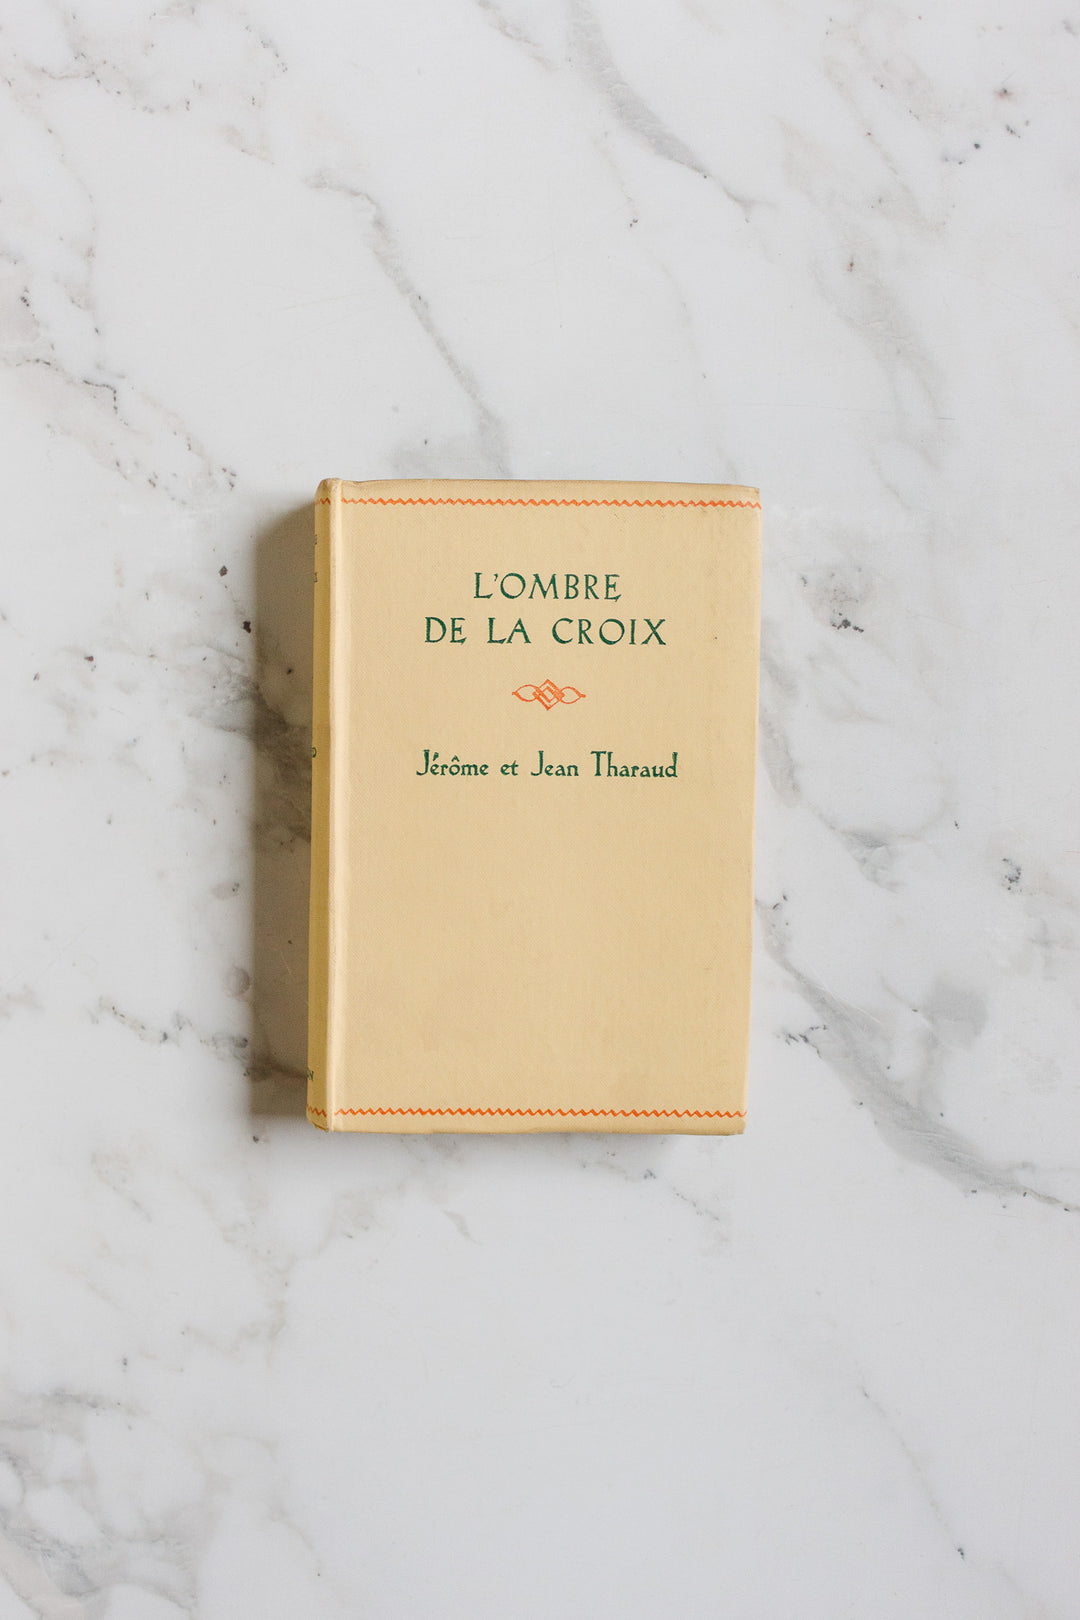 L'OMBRE
DE LA CROIX
Jérôme et Jean Tharaud